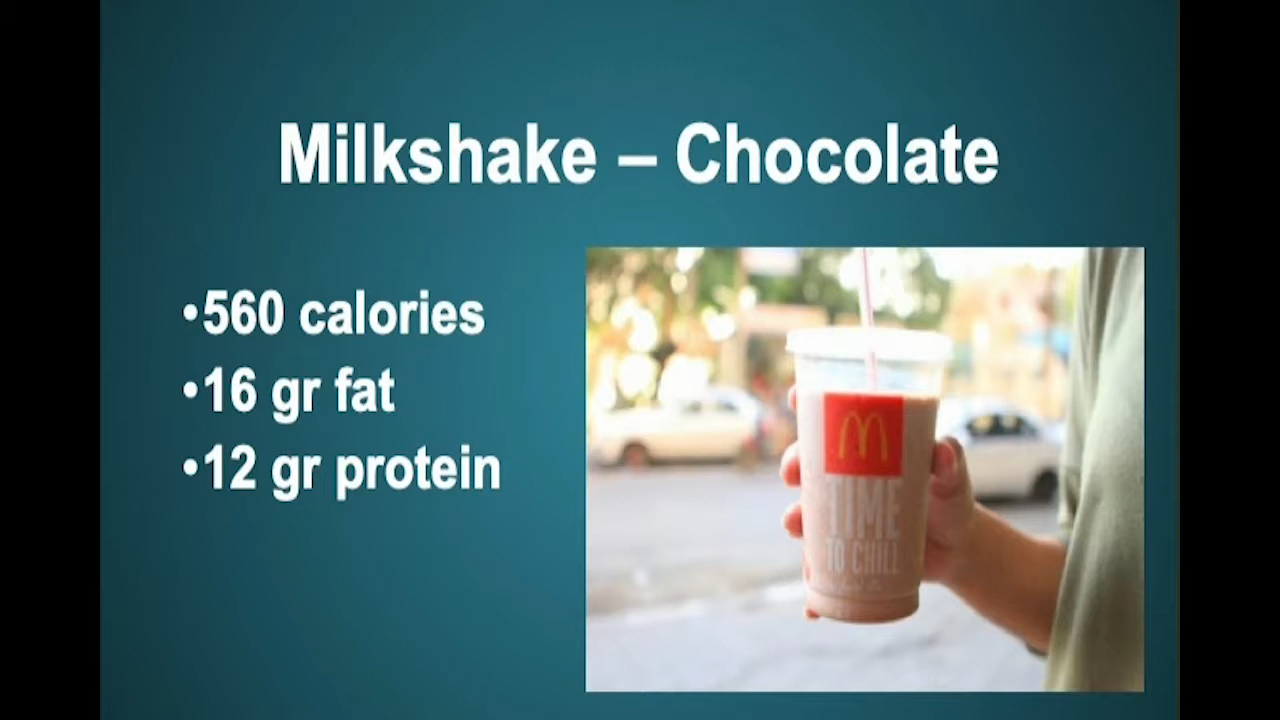 Milkshake – Chocolate
•560 calories
•16 gr fat
•12 gr protein
M
TIME
TO CHILL